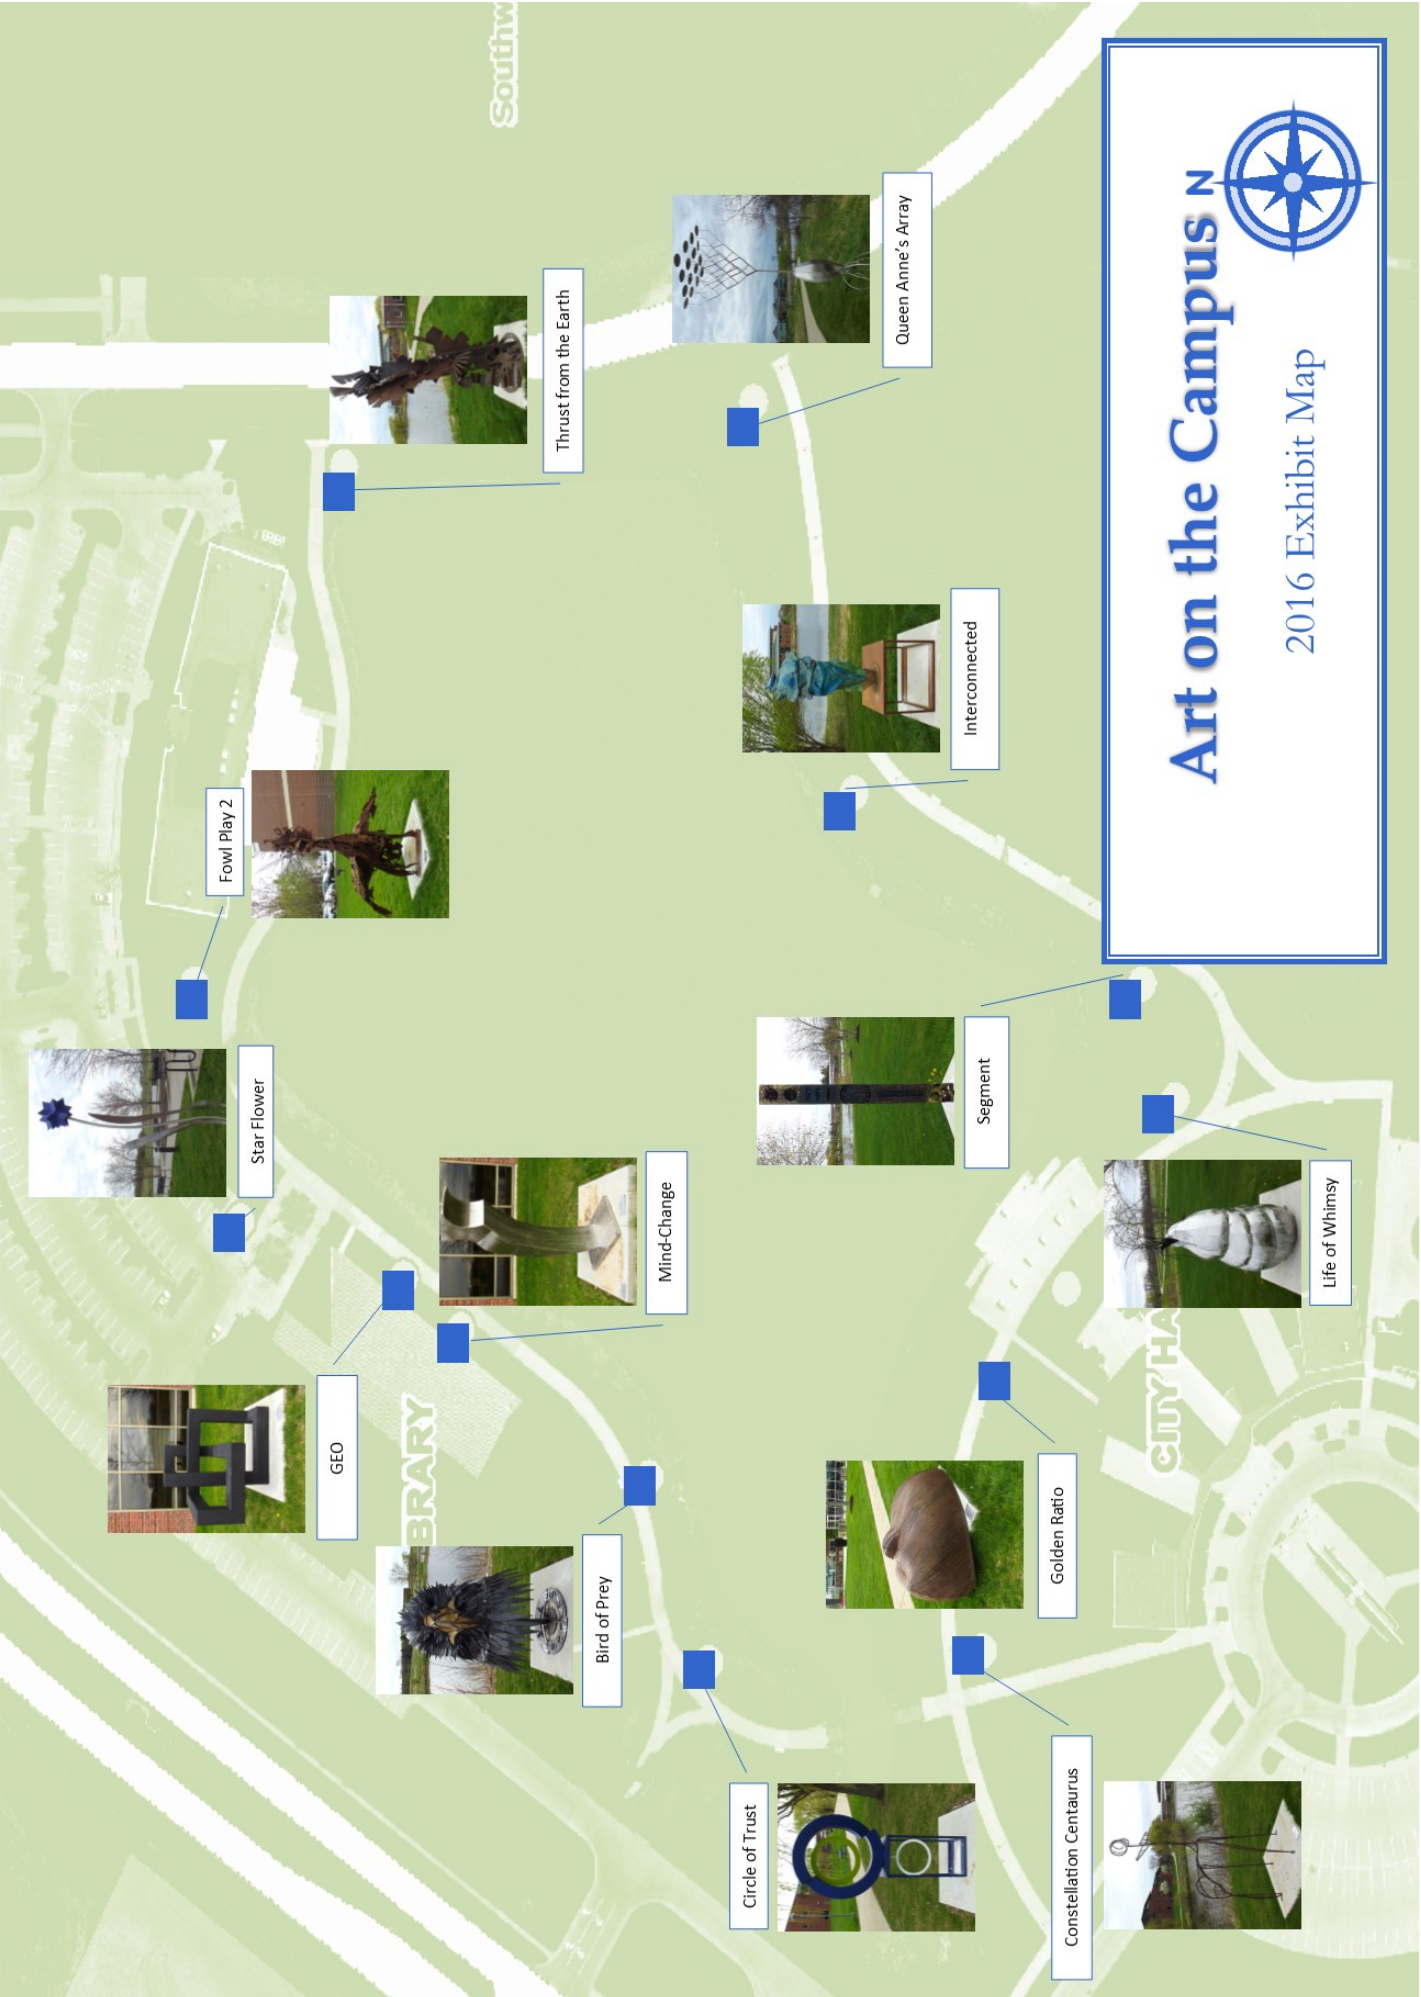 Art on the Campus
N
2016 Exhibit Map
Southw
Thrust from the Earth
Queen Anne's Array
Interconnected
Fowl Play 2
Star Flower
Mind-Change
GEO
Segment
Life of Whimsy
BRARY
Bird of Prey
CITY HA
Golden Ratio
Circle of Trust
Constellation Centaurus